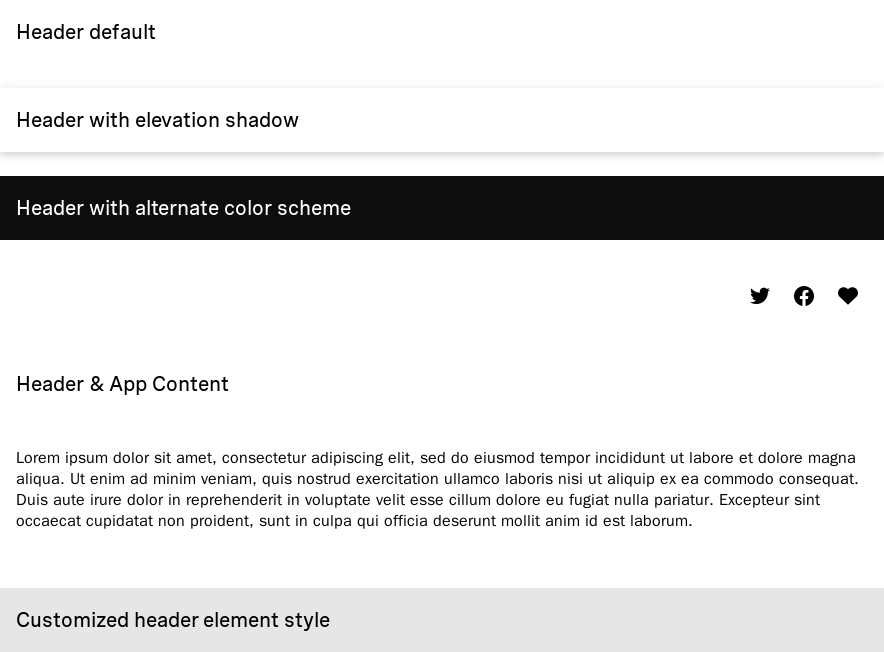 Header default
Header with elevation shadow
Header with alternate color scheme
Header & App Content
Lorem ipsum dolor sit amet, consectetur adipiscing elit, sed do eiusmod tempor incididunt ut labore et dolore magna
aliqua. Ut enim ad minim veniam, quis nostrud exercitation ullamco laboris nisi ut aliquip ex ea commodo consequat.
Duis aute irure dolor in reprehenderit in voluptate velit esse cillum dolore eu fugiat nulla pariatur. Excepteur sint
occaecat cupidatat non proident, sunt in culpa qui officia deserunt mollit anim id est laborum.
Customized header element style